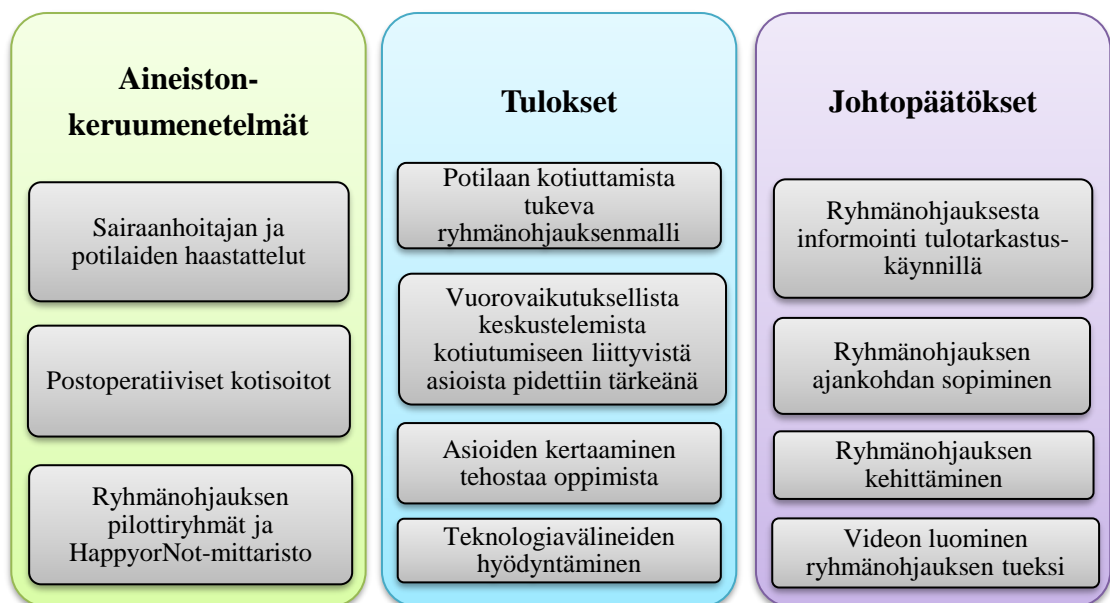 Aineiston-
keruumenetelmät
Sairaanhoitajan ja
potilaiden haastattelut
Postoperatiiviset kotisoitot
Ryhmänohjauksen
pilottiryhmät ja
HappyorNot-mittaristo
Tulokset
Potilaan kotiuttamista
tukeva
ryhmänohjauksenmalli
Vuorovaikutuksellista
keskustelemista
kotiutumiseen liittyvistä
asioista pidettiin tärkeänä
Asioiden kertaaminen
tehostaa oppimista
Teknologiavälineiden
hyödyntäminen
Johtopäätökset
Ryhmänohjauksesta
informointi tulotarkastus-
käynnillä
Ryhmänohjauksen
ajankohdan sopiminen
Ryhmänohjauksen
kehittäminen
Videon luominen
ryhmänohjauksen tueksi